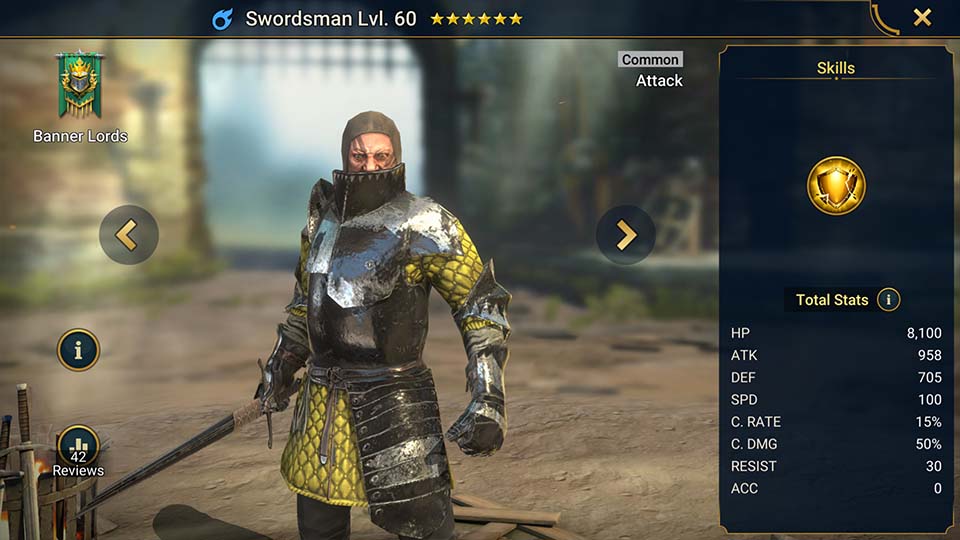 Swordsman Lvl. 60
Banner Lords
Common
Attack
42
Reviews
Skills
Total Stats i
HP 8,100
ATK 958
DEF 705
SPD 100
C. RATE 15%
C. DMG 50%
RESIST 30
ACC 0